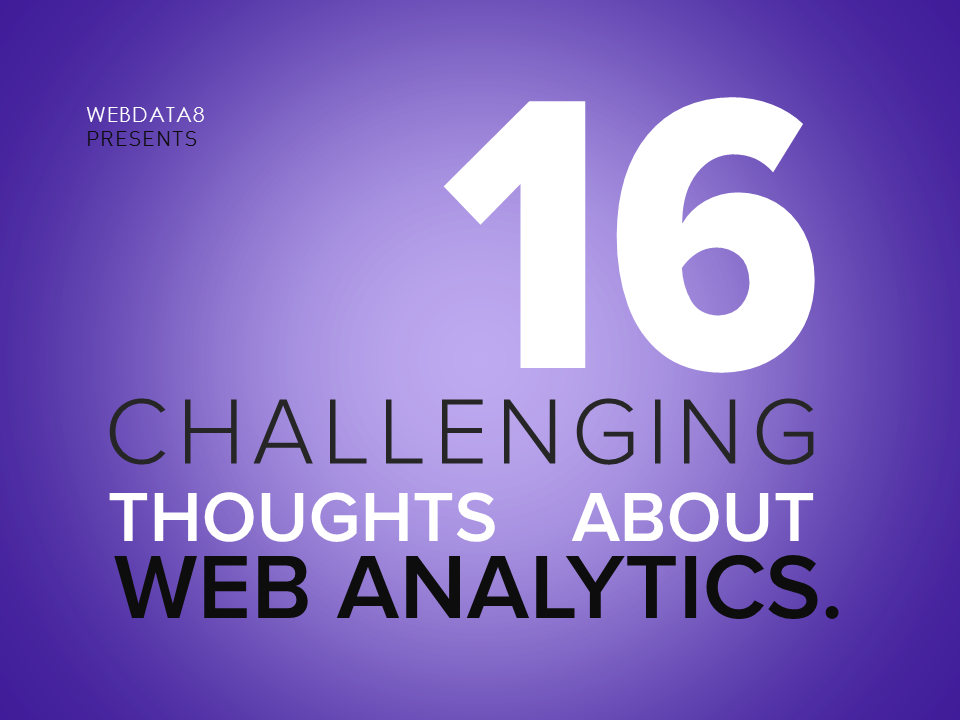 WEBDATA8
PRESENTS
16
CHALLENGING
THOUGHTS ABOUT
WEB ANALYTICS.